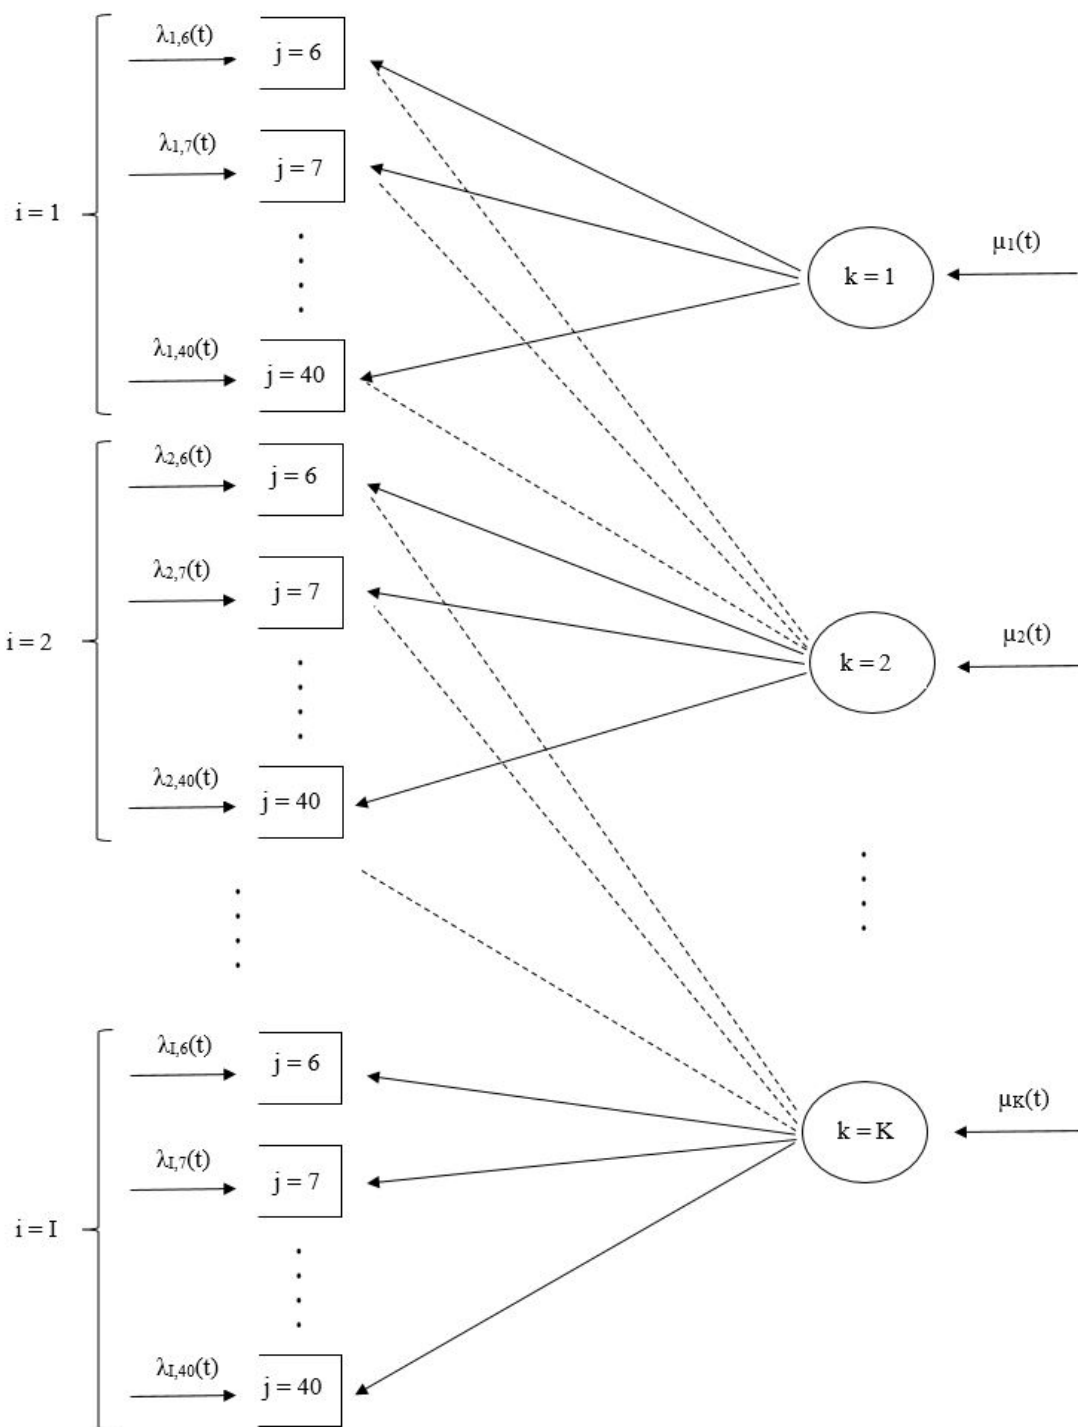 λ1,6(t)
j = 6
λ1,7(t)
j = 7
i = 1
μ1(t)
k = 1
λ1,40(t)
j = 40
λ2,6(t)
j = 6
λ2,7(t)
j = 7
i = 2
μ2(t)
k = 2
λ2,40(t)
j = 40
λI,6(t)
j = 6
μK(t)
k = K
λI,7(t)
j = 7
i = I
λI,40(t)
j = 40